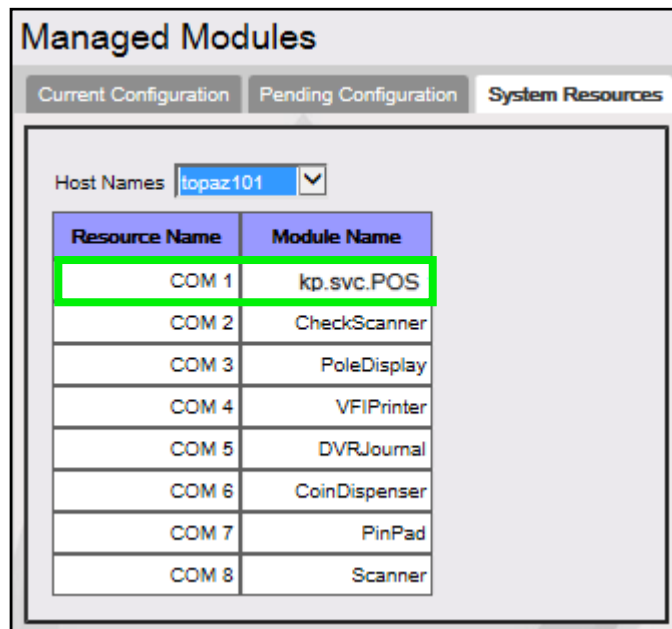 Managed Modules
Current Configuration Pending Configuration System Resources
Host Names topaz101
Resource Name Module Name
COM 1 kp.svc.POS
COM 2 CheckScanner
COM 3 PoleDisplay
COM 4 VFIPrinter
COM 5 DVRJournal
COM 6 CoinDispenser
COM 7 PinPad
COM 8 Scanner